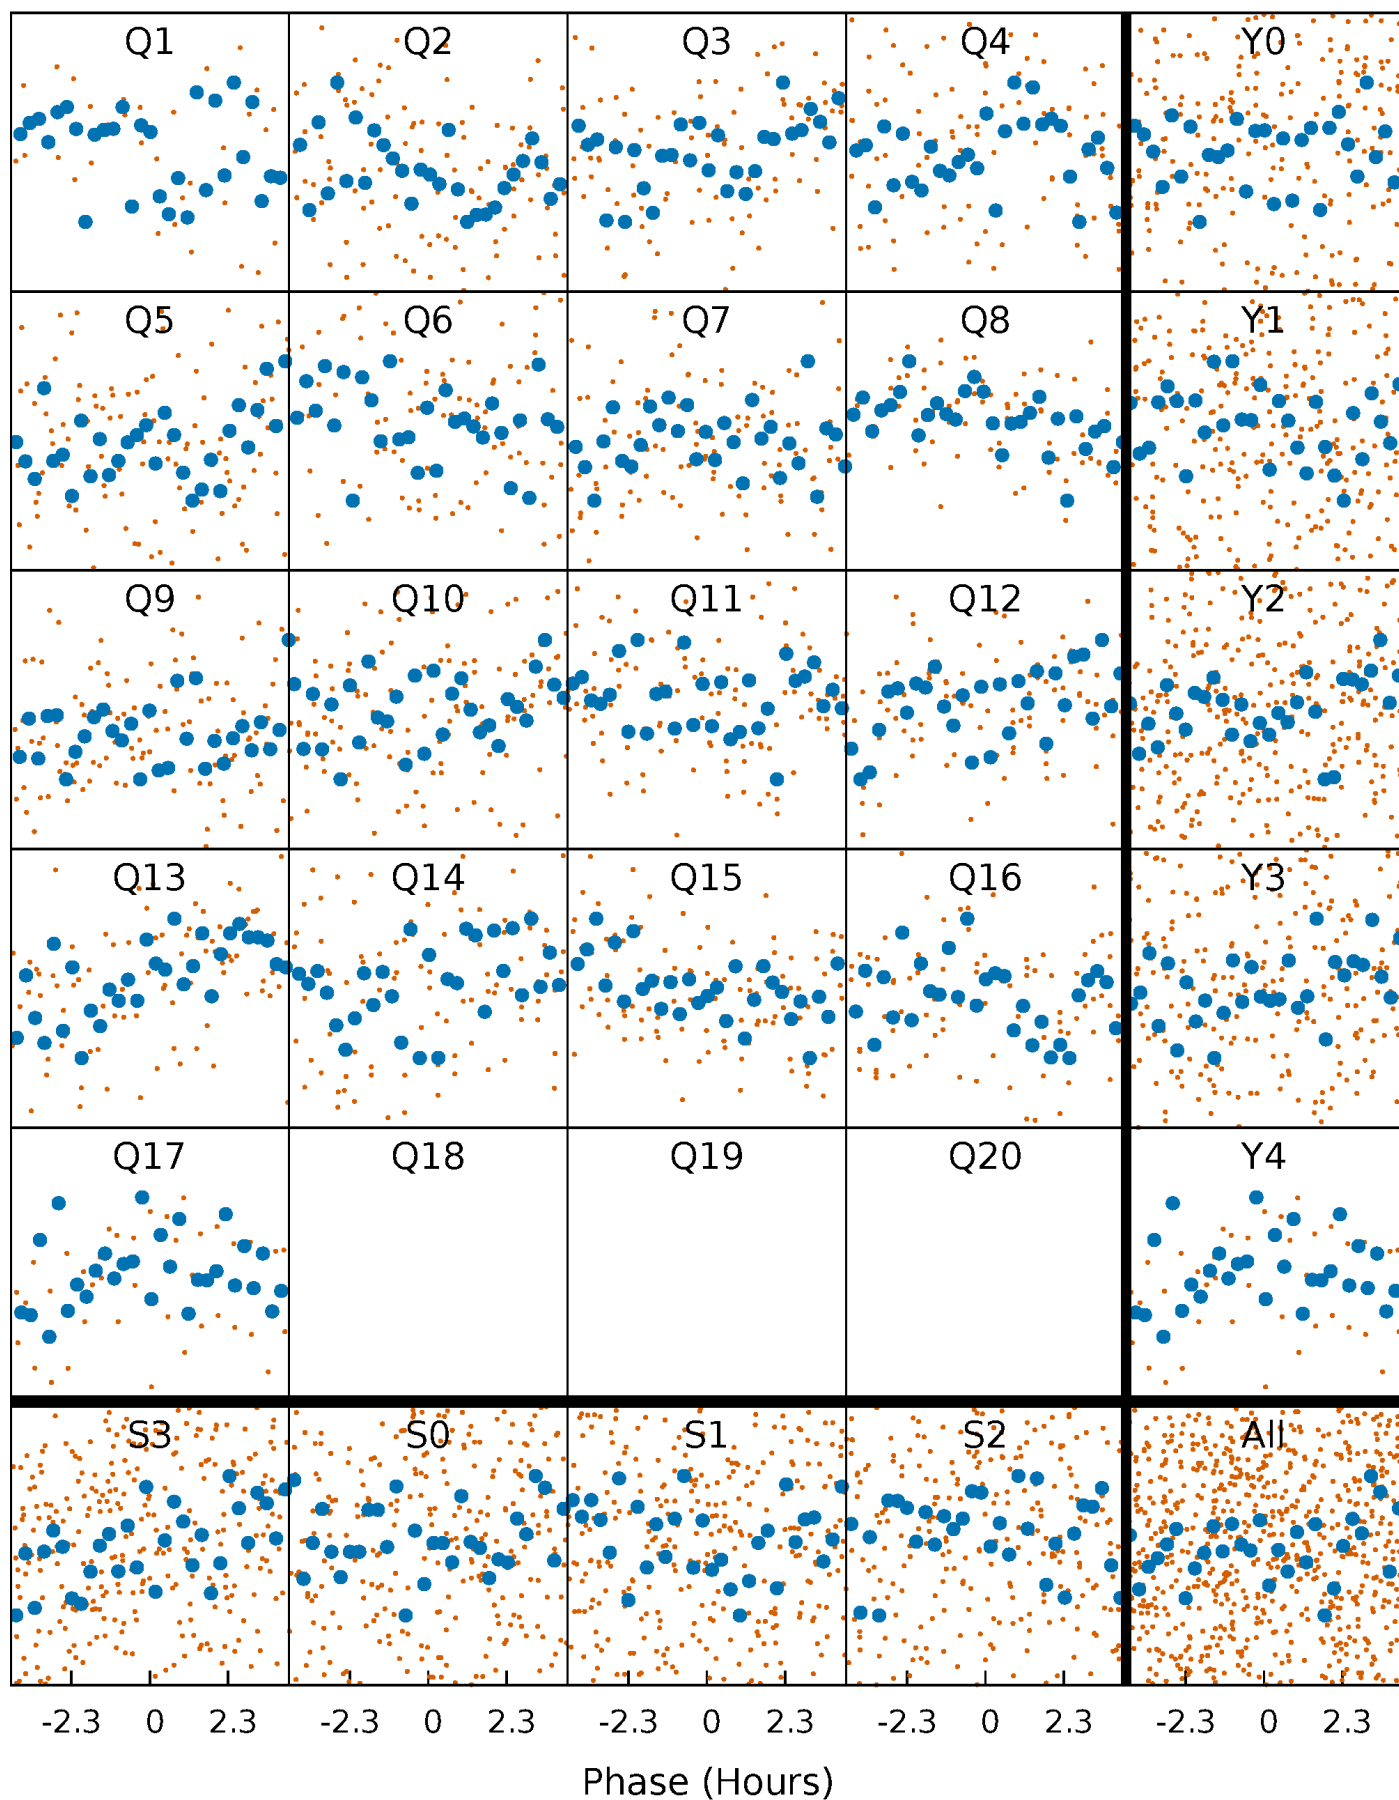 Q1 Q2 Q3 Q4 Y0
Q5 Q6 Q7 Q8 Y1
Q9 Q10 Q11 Q12 Y2
Q13 Q14 Q15 Q16 Y3
Q17 Q18 Q19 Q20 Y4
S3 S0 S1 S2 All
-2.3 0 2.3 -2.3 0 2.3 -2.3 0 2.3 -2.3 0 2.3 -2.3 0 2.3
Phase (Hours)